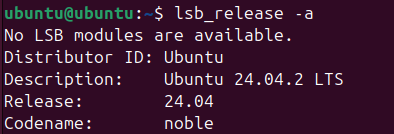 ubuntu@ubuntu:~$ lsb_release -a
No LSB modules are available.
Distributor ID: Ubuntu
Description:    Ubuntu 24.04.2 LTS
Release:        24.04
Codename:       noble